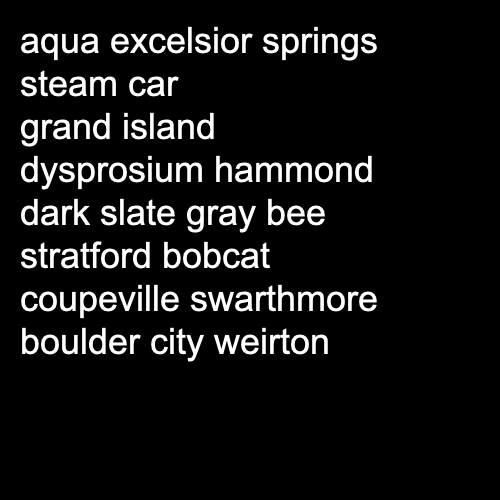 aqua excelsior springs
steam car
grand island
dysprosium hammond
dark slate gray bee
stratford bobcat
coupeville swarthmore
boulder city weirton